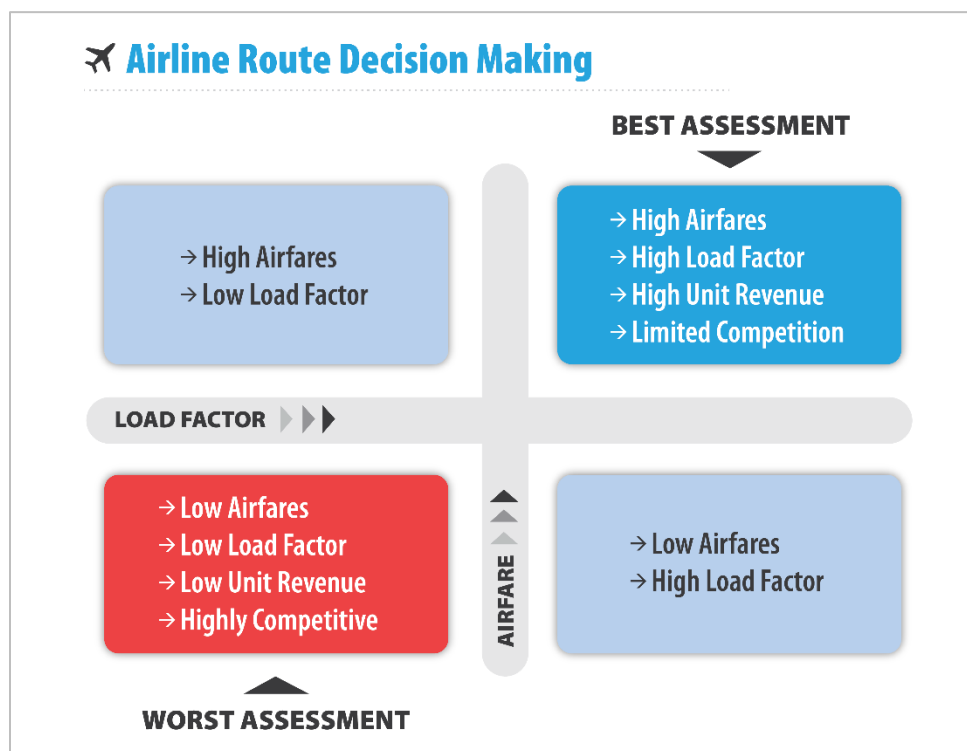 Airline Route Decision Making
BEST ASSESSMENT
→ High Airfares
→ Low Load Factor
→ High Airfares
→ High Load Factor
→ High Unit Revenue
→ Limited Competition
LOAD FACTOR
→ Low Airfares
→ Low Load Factor
→ Low Unit Revenue
→ Highly Competitive
AIRFARE
→ Low Airfares
→ High Load Factor
WORST ASSESSMENT